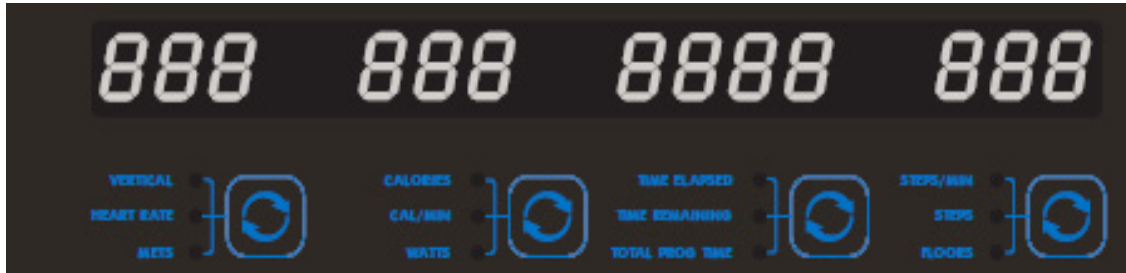 888 888 8888 888
VERTICAL CALORIES TIME ELAPSED STEPS/MIN
HEART RATE CAL/MIN TIME REMAINING STEPS
METS WATTS TOTAL PROG TIME FLOORS